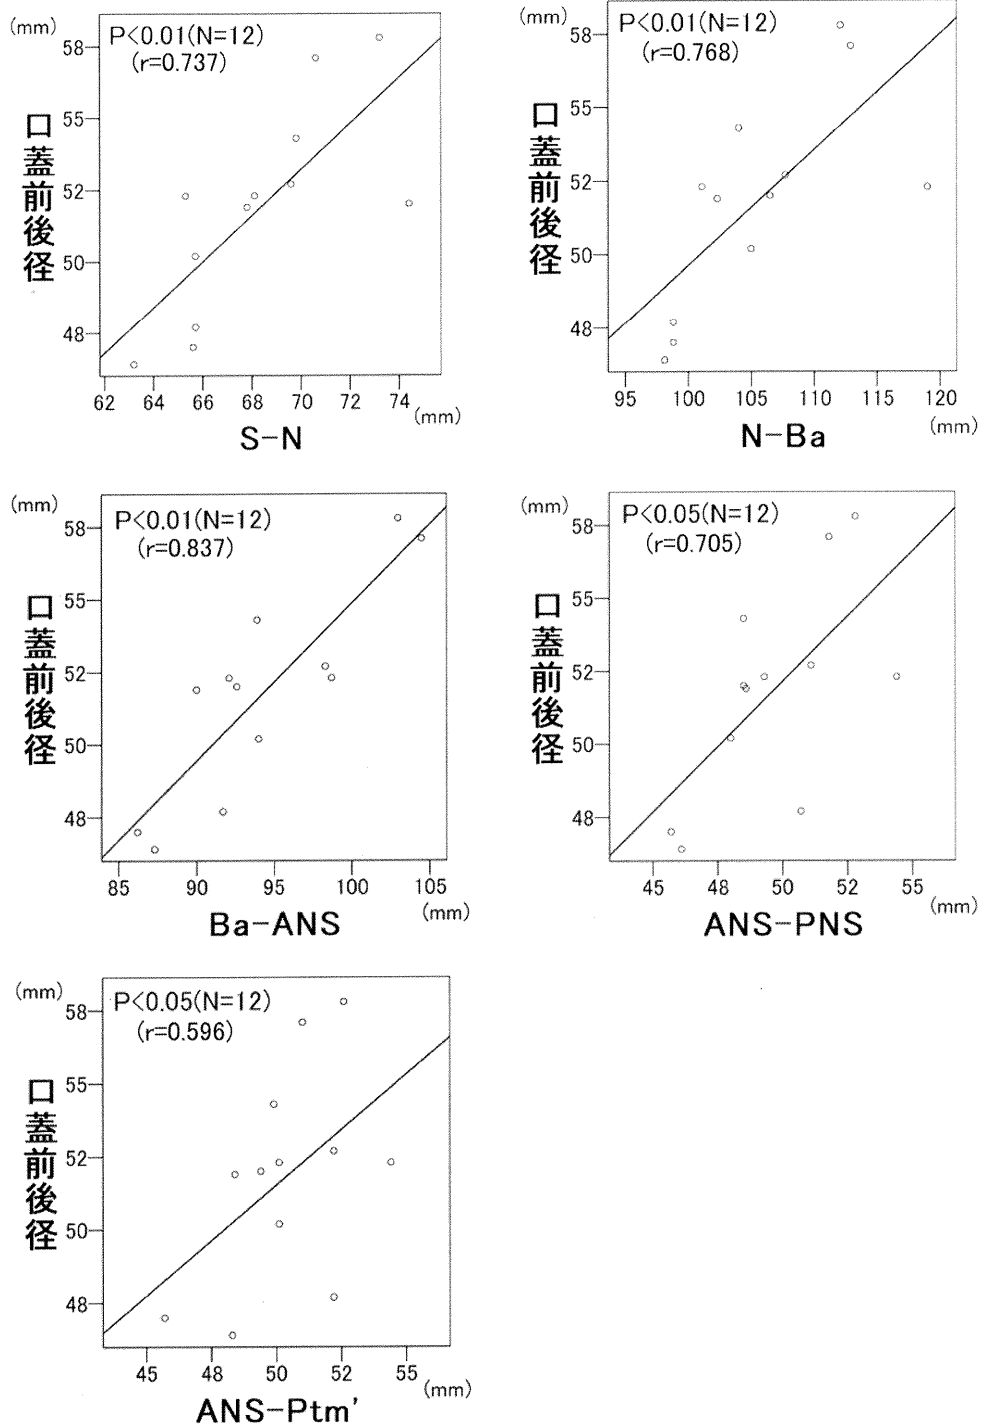 (mm)
P<0.01(N=12)
(r=0.737)
58
55
52
50
48
口蓋前後径
62 64 66 68 70 72 74
(mm)
S-N
(mm)
P<0.01(N=12)
(r=0.768)
58
55
52
50
48
口蓋前後径
95 100 105 110 115 120
(mm)
N-Ba
(mm)
P<0.01(N=12)
(r=0.837)
58
55
52
50
48
口蓋前後径
85 90 95 100 105
(mm)
Ba-ANS
(mm)
P<0.05(N=12)
(r=0.705)
58
55
52
50
48
口蓋前後径
45 48 50 52 55
(mm)
ANS-PNS
(mm)
P<0.05(N=12)
(r=0.596)
58
55
52
50
48
口蓋前後径
45 48 50 52 55
(mm)
ANS-Ptm'